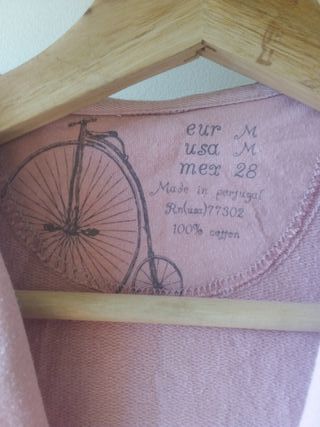 eur M
usa M
mex 28
Made in portugal
Rn(usa)77302
100% cotton